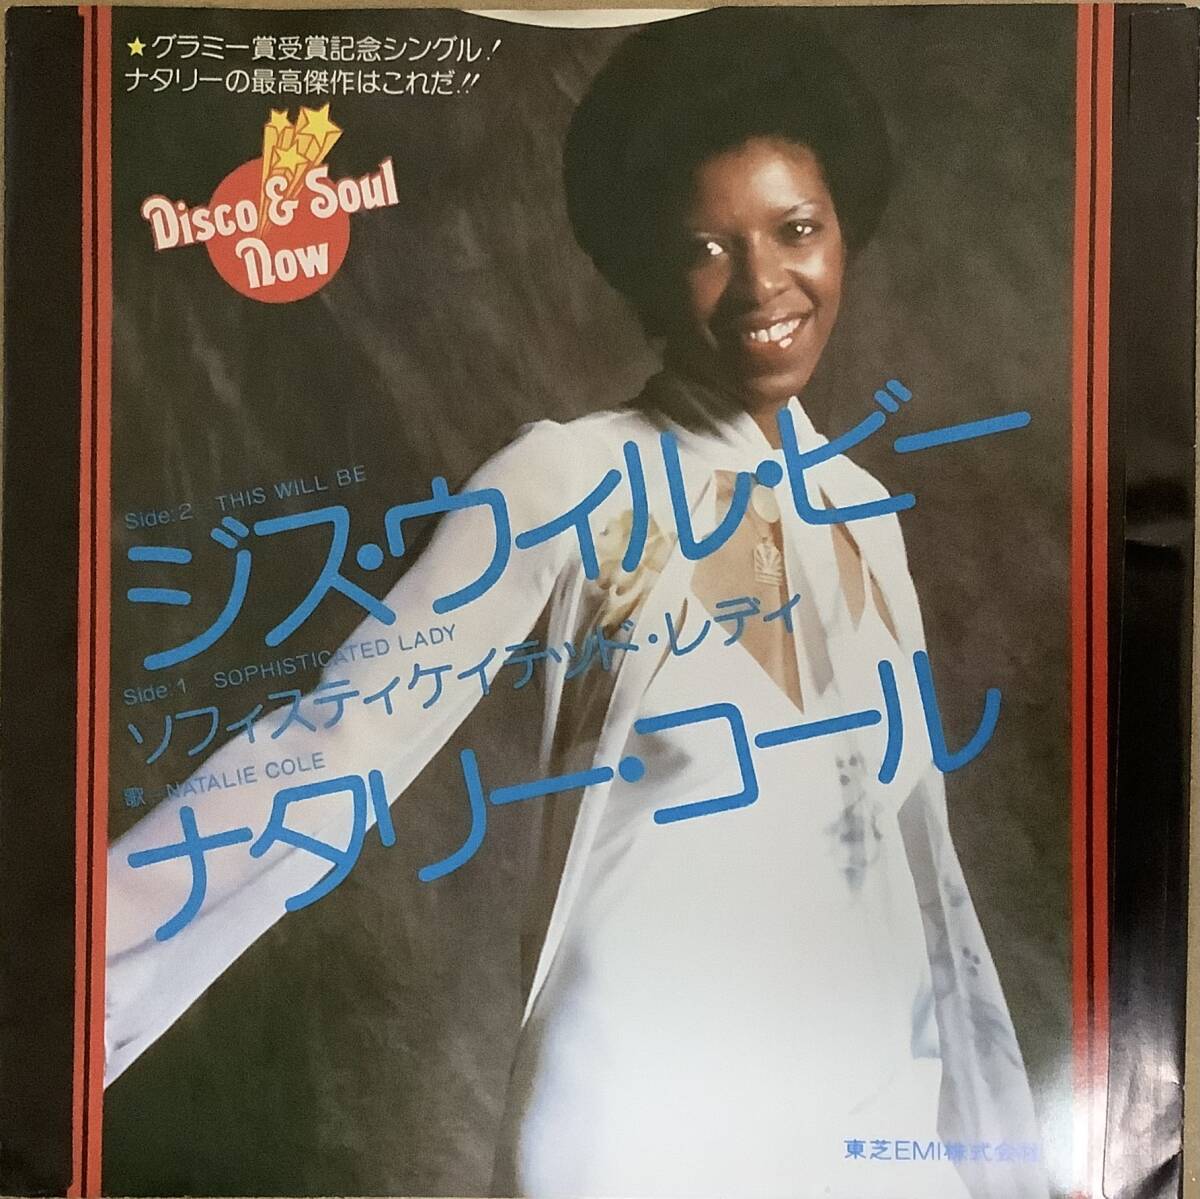 ★グラミー賞受賞記念シングル!
ナタリーの最高傑作はこれだ!!
Disco & Soul
Now
Side:2 THIS WILL BE
ジス・ウィル・ビー
Side:1 SOPHISTICATED LADY
ソフィスティケイテッド・レディ
歌 NATALIE COLE
ナタリー・コール
東芝EMI株式会社